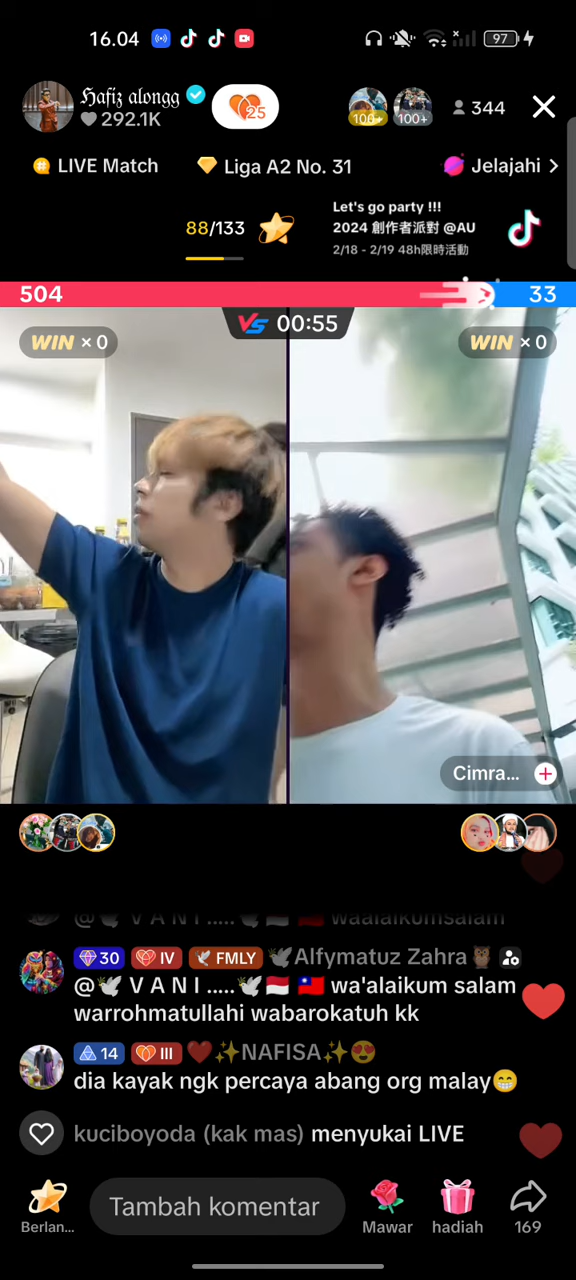 16.04
97
Hafiz alongg
292.1K
25
100+
100+
344
LIVE Match
Liga A2 No. 31
Jelajahi
88/133
Let's go party !!!
2024 創作者派對 @AU
2/18 - 2/19 48h限時活動
504
33
VS 00:55
WIN × 0
WIN × 0
Cimra...
@🕊 V A N I .....🕊🇮🇩 🇹🇼 waalaikumsalam
30 IV FMLY 🕊Alfymatuz Zahra🦉
@🕊 V A N I .....🕊🇮🇩 🇹🇼 wa'alaikum salam
warrohmatullahi wabarokatuh kk
14 III ❤️✨NAFISA✨😍
dia kayak ngk percaya abang org malay😁
kuciboyoda (kak mas) menyukai LIVE
Berlan...
Tambah komentar
Mawar
hadiah
169